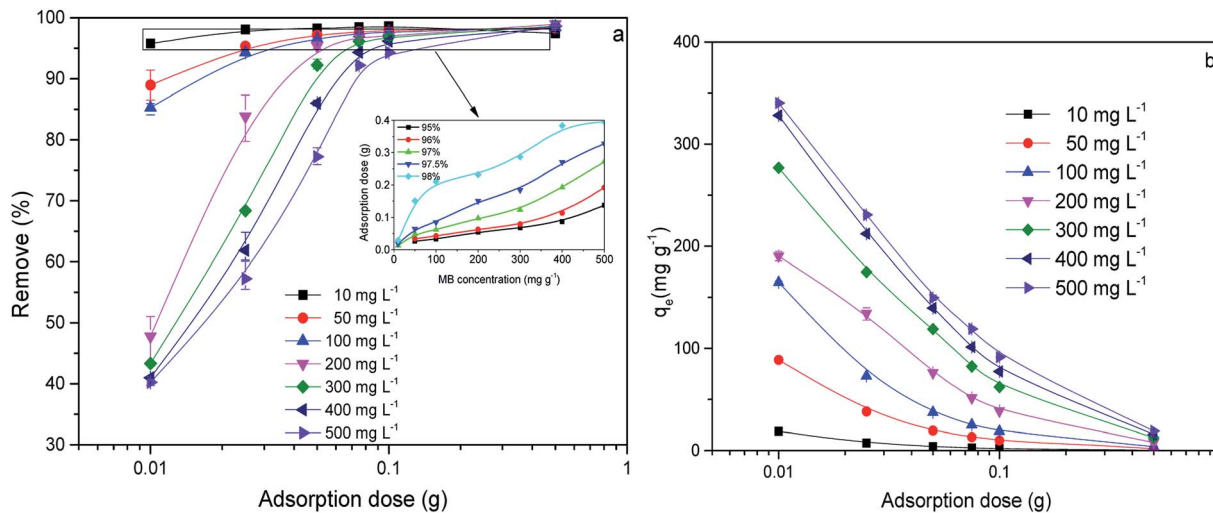 a
100
90
80
70
60
50
40
30
Remove (%)
0.01
0.1
1
Adsorption dose (g)
10 mg L⁻¹
50 mg L⁻¹
100 mg L⁻¹
200 mg L⁻¹
300 mg L⁻¹
400 mg L⁻¹
500 mg L⁻¹
0.4
0.3
0.2
0.1
0.0
Adsorption dose (g)
95%
96%
97%
97.5%
98%
0 100 200 300 400 500
MB concentration (mg g⁻¹)
b
400
300
200
100
0
qₑ(mg g⁻¹)
0.01
0.1
Adsorption dose (g)
10 mg L⁻¹
50 mg L⁻¹
100 mg L⁻¹
200 mg L⁻¹
300 mg L⁻¹
400 mg L⁻¹
500 mg L⁻¹